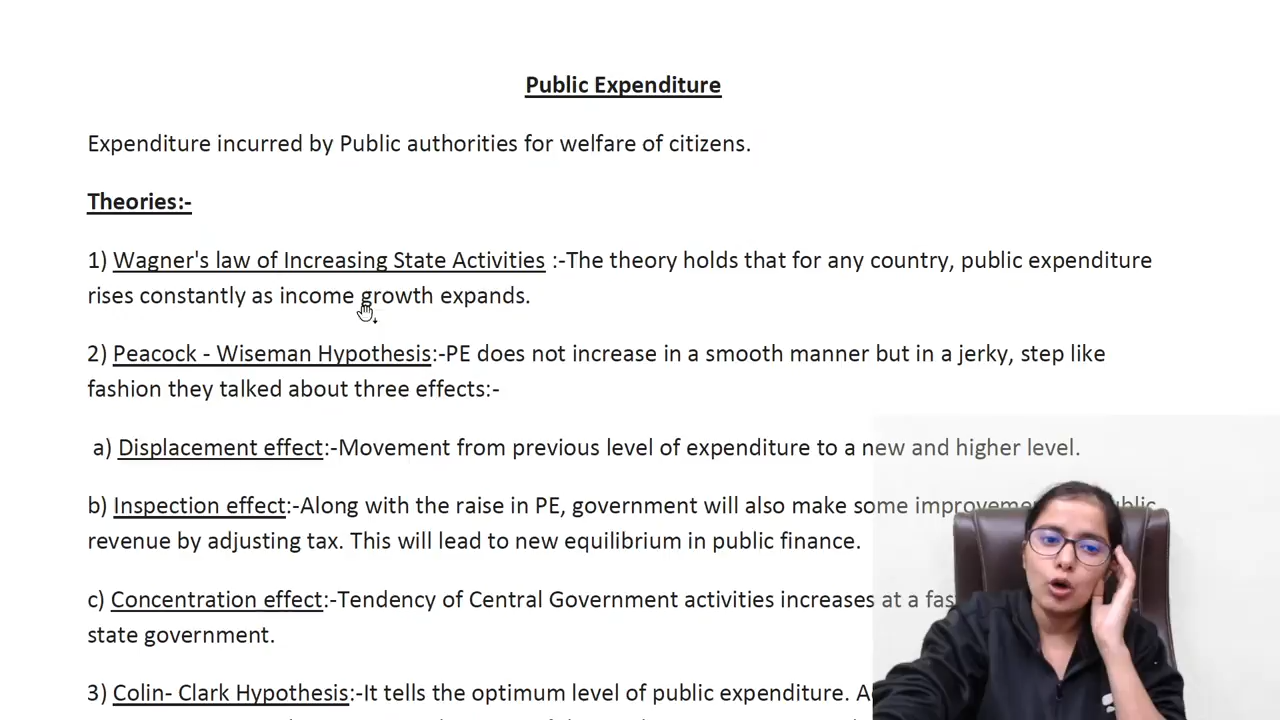 Public Expenditure
Expenditure incurred by Public authorities for welfare of citizens.
Theories:-
1) Wagner's law of Increasing State Activities :-The theory holds that for any country, public expenditure
rises constantly as income growth expands.
2) Peacock - Wiseman Hypothesis:-PE does not increase in a smooth manner but in a jerky, step like
fashion they talked about three effects:-
a) Displacement effect:-Movement from previous level of expenditure to a new and higher level.
b) Inspection effect:-Along with the raise in PE, government will also make some
revenue by adjusting tax. This will lead to new equilibrium in public finance.
c) Concentration effect:-Tendency of Central Government activities increases at a
state government.
3) Colin- Clark Hypothesis:-It tells the optimum level of public expenditure.